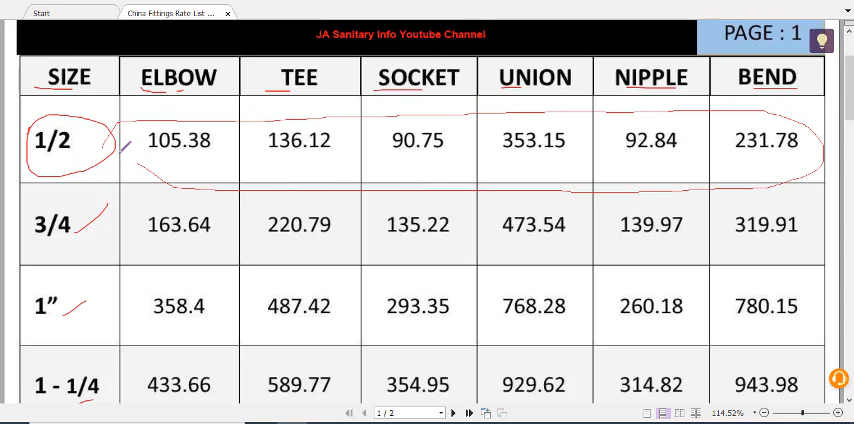 Start
China Fittings Rate List ... ×
JA Sanitary Info Youtube Channel
PAGE : 1
SIZE ELBOW TEE SOCKET UNION NIPPLE BEND
1/2 105.38 136.12 90.75 353.15 92.84 231.78
3/4 163.64 220.79 135.22 473.54 139.97 319.91
1” 358.4 487.42 293.35 768.28 260.18 780.15
1 - 1/4 433.66 589.77 354.95 929.62 314.82 943.98
1 / 2
114.52%